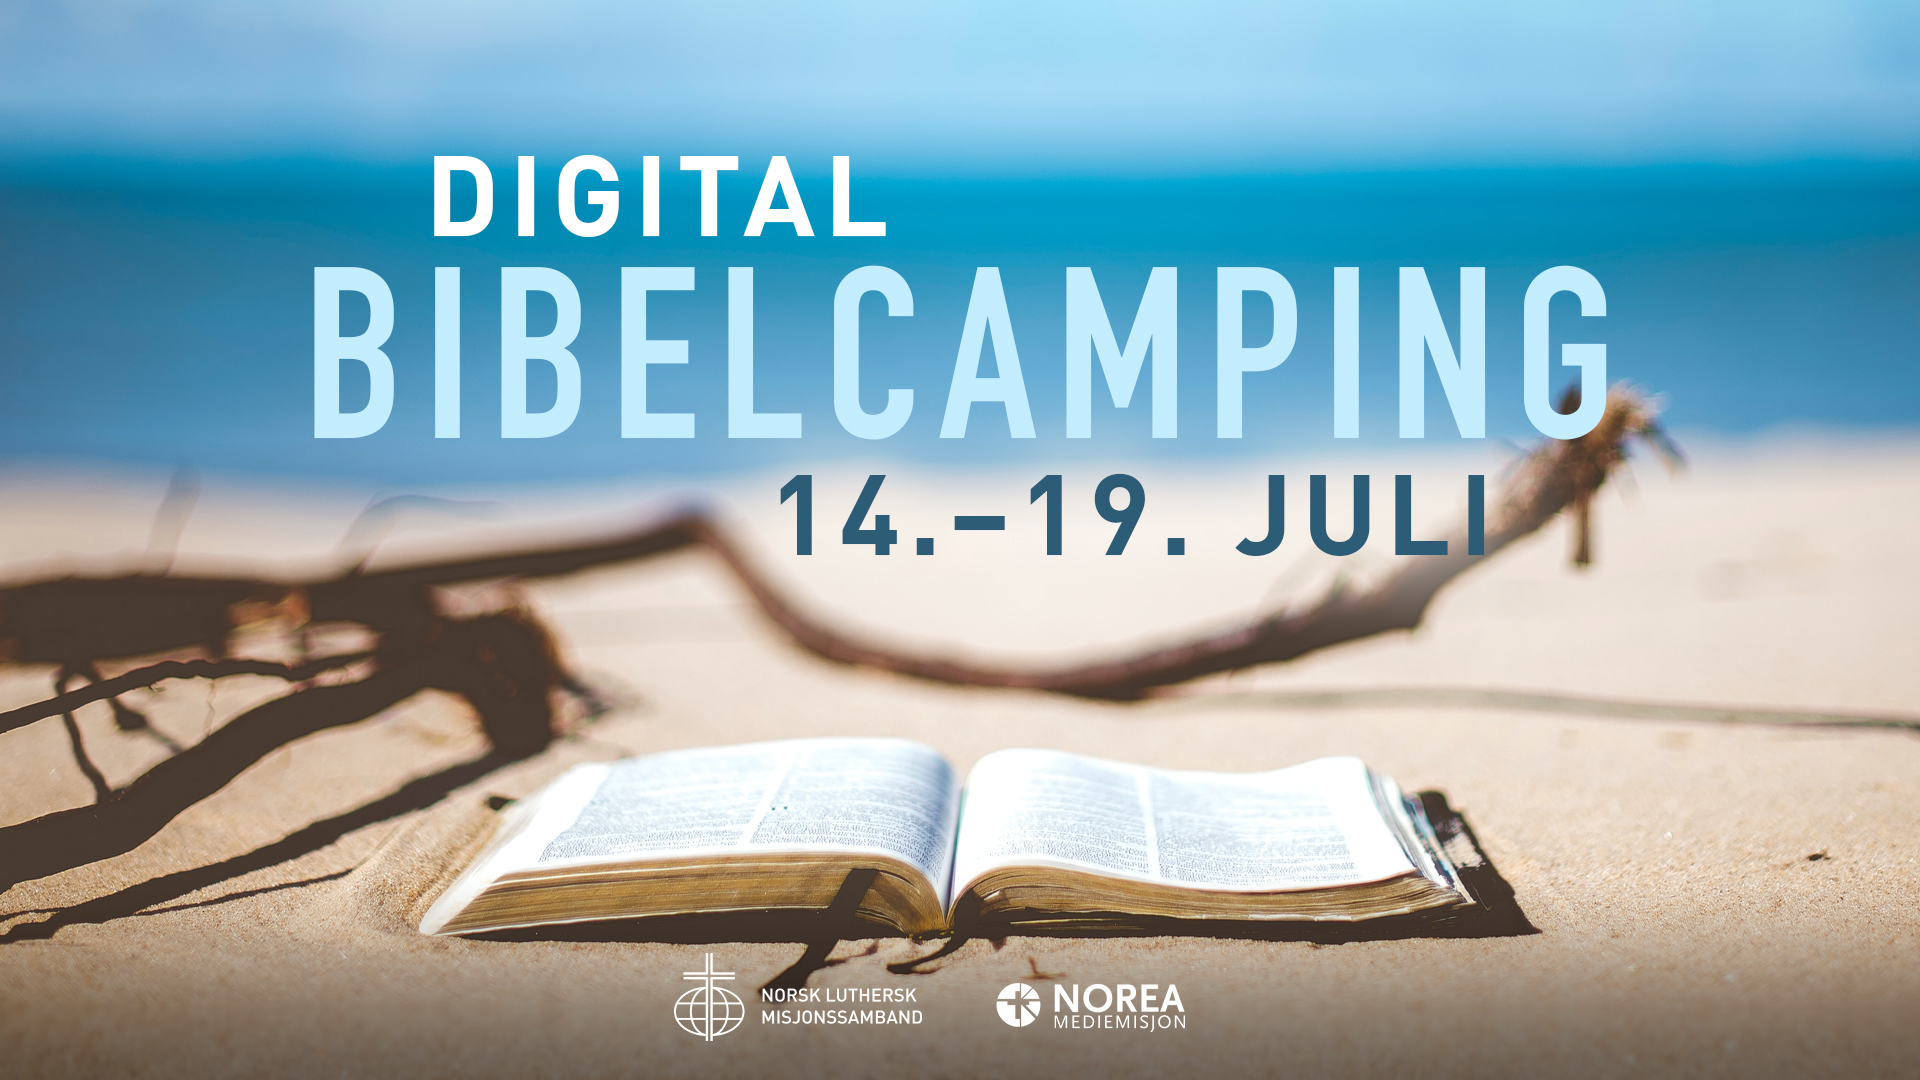 DIGITAL
BIBELCAMPING
14.–19. JULI
NORSK LUTHERSK
MISJONSSAMBAND
NOREA
MEDIEMISJON